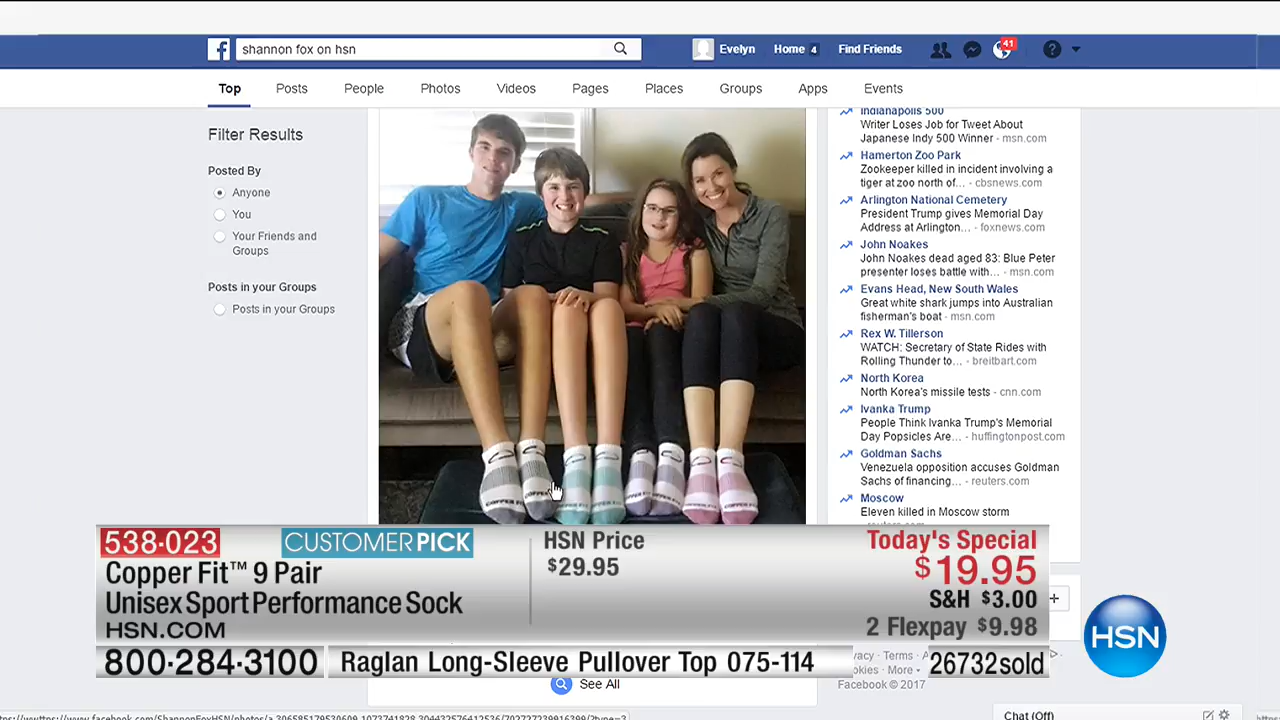 shannon fox on hsn
Evelyn
Home 4
Find Friends
41
Top
Posts
People
Photos
Videos
Pages
Places
Groups
Apps
Events
Filter Results
Posted By
Anyone
You
Your Friends and
Groups
Posts in your Groups
Posts in your Groups
COPPER FIT
Indianapolis 500
Writer Loses Job for Tweet About
Japanese Indy 500 Winner - msn.com
Hamerton Zoo Park
Zookeeper killed in incident involving a
tiger at zoo north of... - cbsnews.com
Arlington National Cemetery
President Trump gives Memorial Day
Address at Arlington... - foxnews.com
John Noakes
John Noakes dead aged 83: Blue Peter
presenter loses battle with... - msn.com
Evans Head, New South Wales
Great white shark jumps into Australian
fisherman's boat - msn.com
Rex W. Tillerson
WATCH: Secretary of State Rides with
Rolling Thunder to... - breitbart.com
North Korea
North Korea's missile tests - cnn.com
Ivanka Trump
People Think Ivanka Trump's Memorial
Day Popsicles Are... - huffingtonpost.com
Goldman Sachs
Venezuela opposition accuses Goldman
Sachs of financing... - reuters.com
Moscow
Eleven killed in Moscow storm
reuters.com
538-023
CUSTOMER PICK
Copper Fit™ 9 Pair
Unisex Sport Performance Sock
HSN.COM
HSN Price
$29.95
Today's Special
$19.95
S&H $3.00
2 Flexpay $9.98
HSN
800-284-3100
Raglan Long-Sleeve Pullover Top 075-114
26732 sold
Terms
More
Facebook © 2017
See All
Chat (Off)